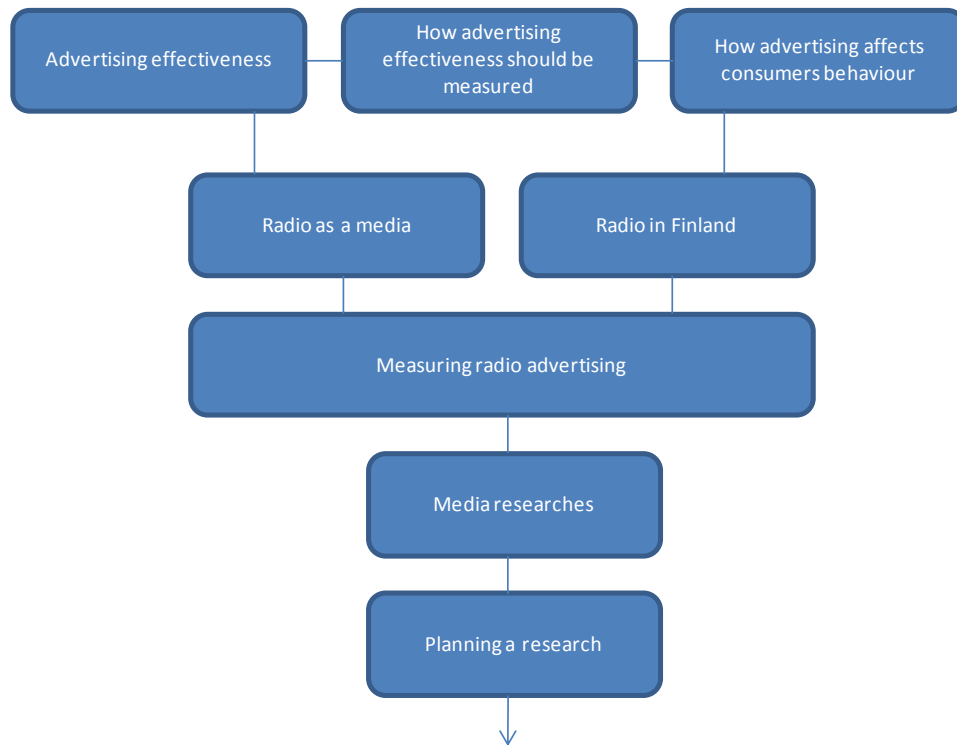 Advertising effectiveness
How advertising
effectiveness should be
measured
How advertising affects
consumers behaviour
Radio as a media
Radio in Finland
Measuring radio advertising
Media researches
Planning a research